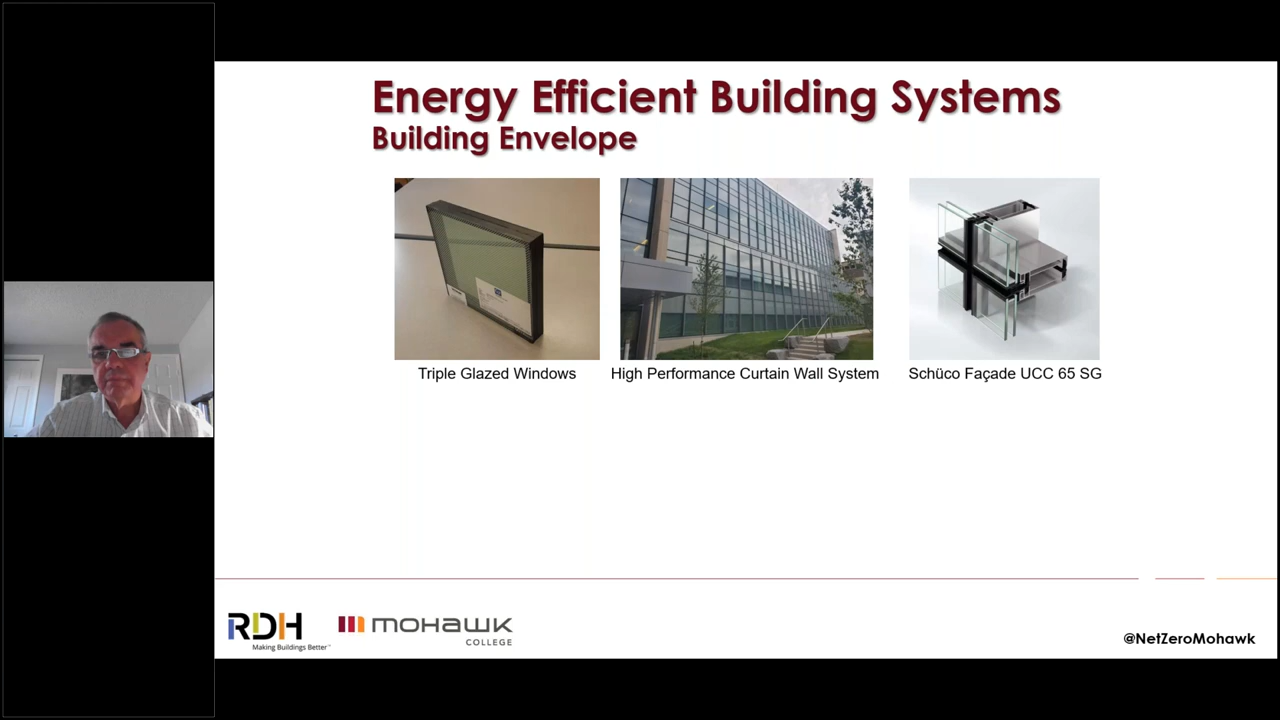 Energy Efficient Building Systems
Building Envelope
Triple Glazed Windows
High Performance Curtain Wall System
Schüco Façade UCC 65 SG
RDH
Making Buildings Better™
mohawk
COLLEGE
@NetZeroMohawk